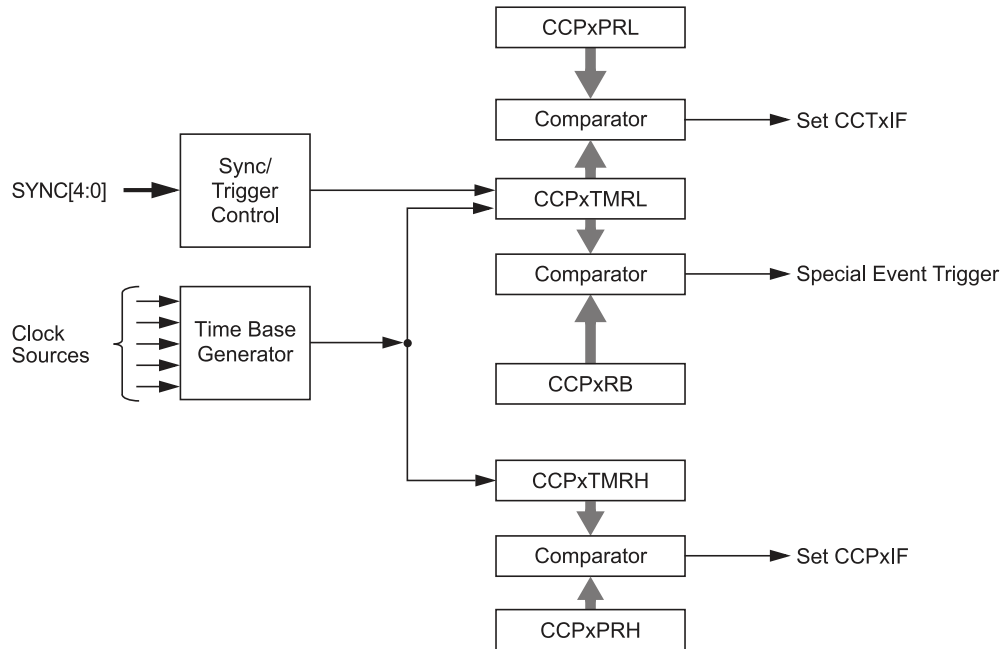 CCPxPRL
Comparator
Set CCTxIF
SYNC[4:0]
Sync/
Trigger
Control
CCPxTMRL
Comparator
Special Event Trigger
Clock
Sources
Time Base
Generator
CCPxRB
CCPxTMRH
Comparator
Set CCPxIF
CCPxPRH